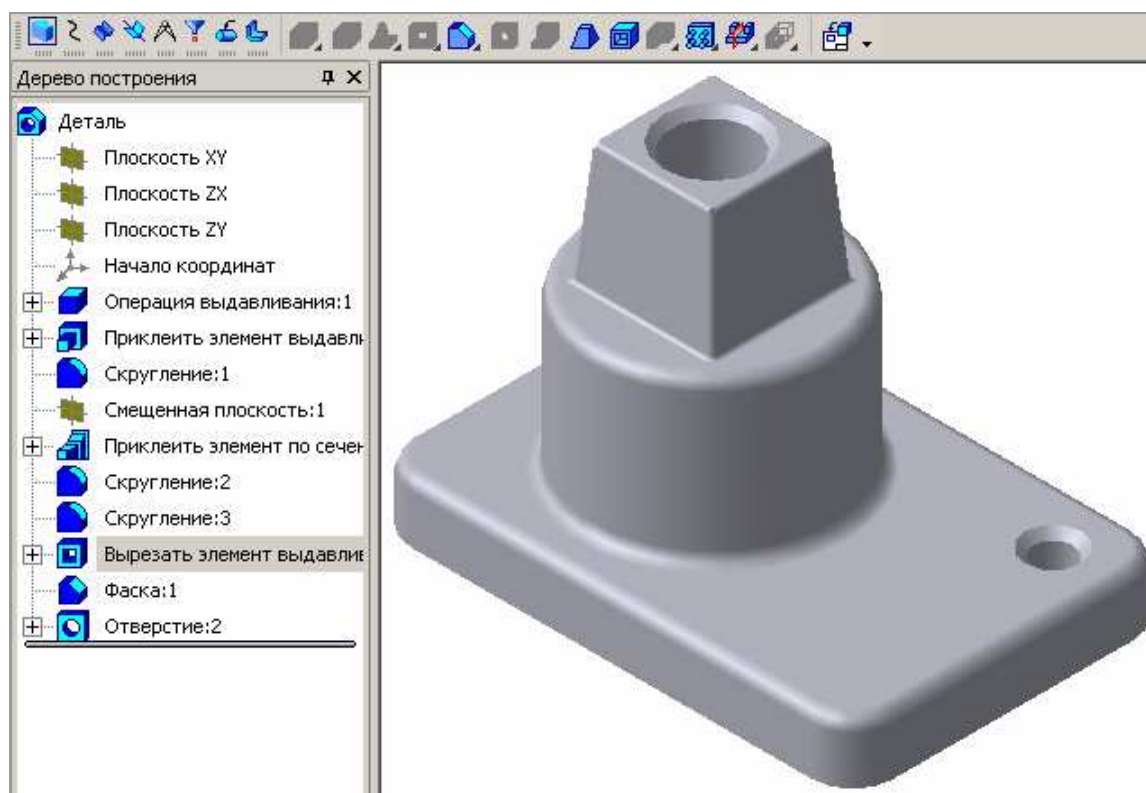 Дерево построения
Деталь
Плоскость XY
Плоскость ZX
Плоскость ZY
Начало координат
Операция выдавливания:1
Приклеить элемент выдавли
Скругление:1
Смещенная плоскость:1
Приклеить элемент по сечен
Скругление:2
Скругление:3
Вырезать элемент выдавлив
Фаска:1
Отверстие:2